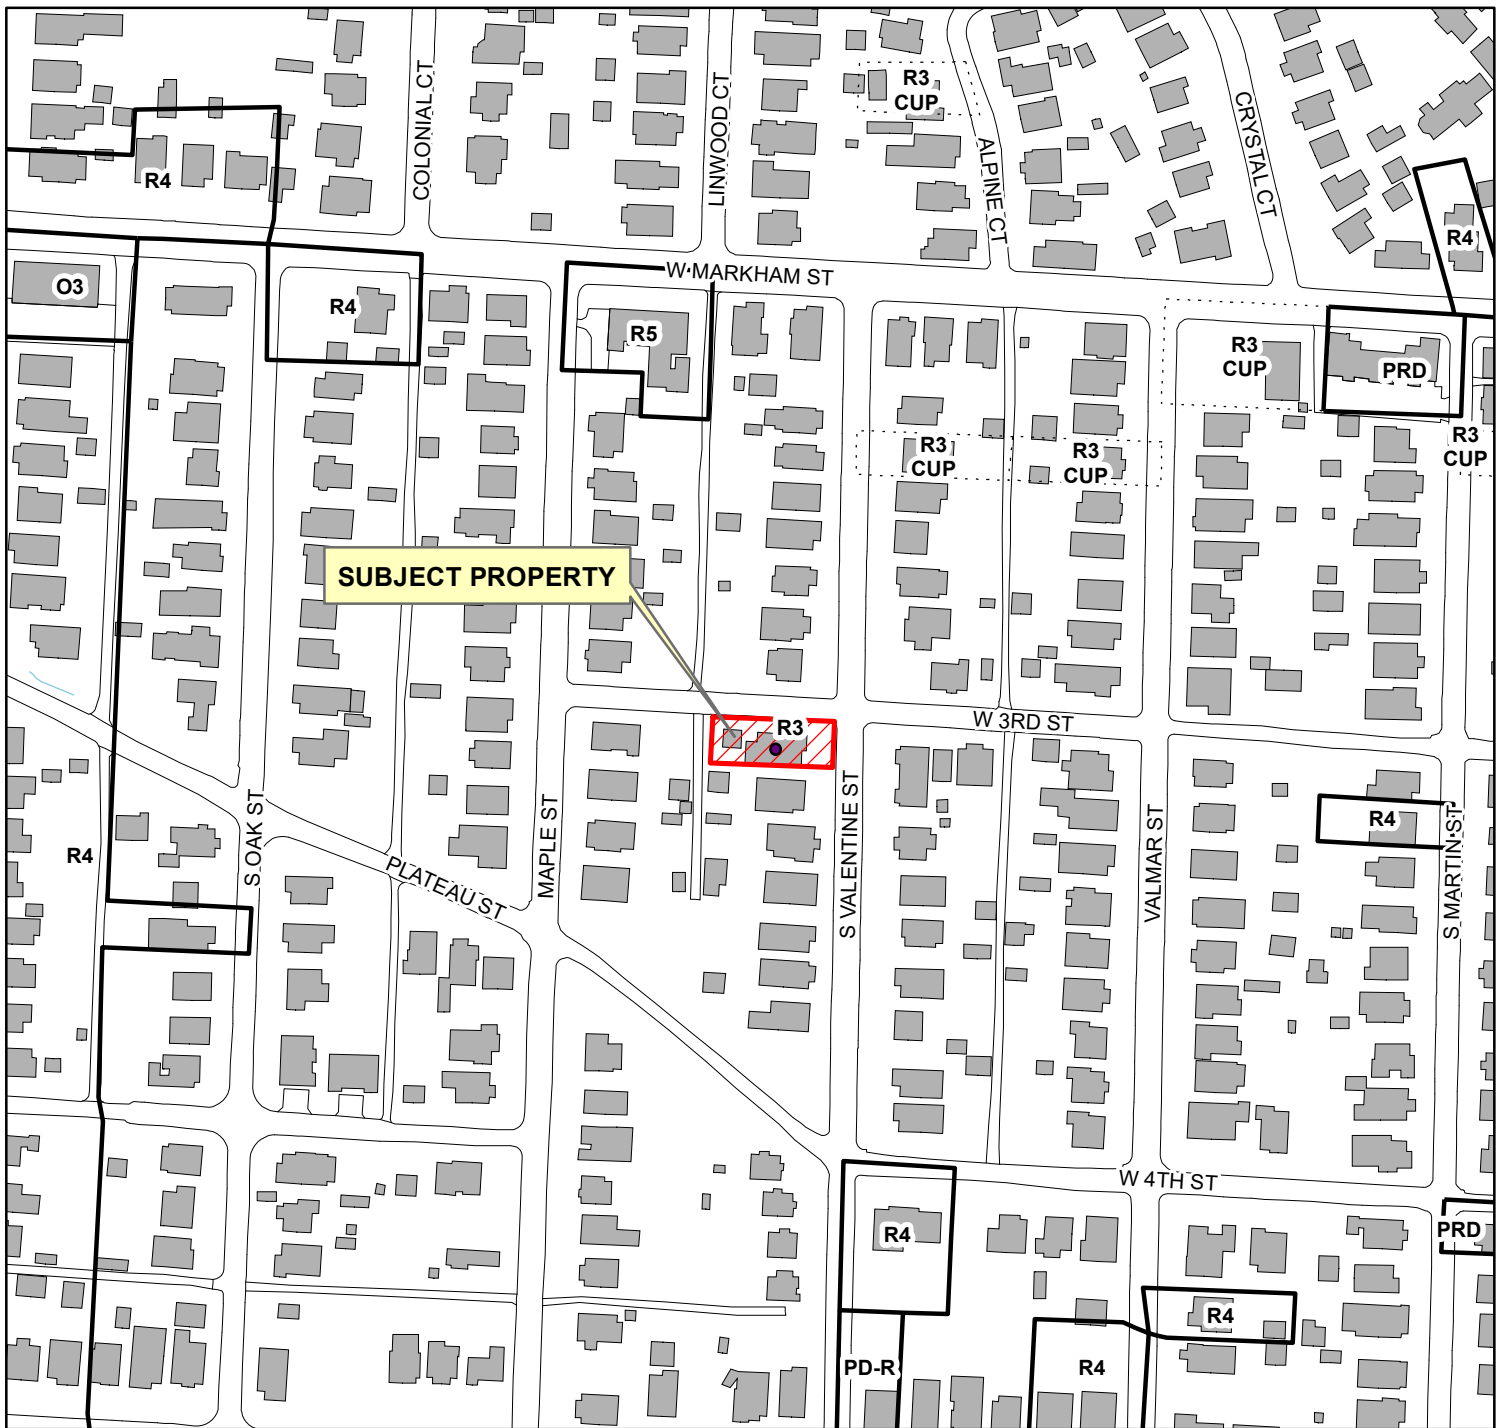 R3
CUP
COLONIAL CT
LINWOOD CT
ALPINE CT
CRYSTAL CT
R4
R4
O3
W MARKHAM ST
R4
R5
R3
CUP
PRD
R3
CUP
R3
CUP
R3
CUP
SUBJECT PROPERTY
R3
W 3RD ST
S OAK ST
MAPLE ST
S VALENTINE ST
VALMAR ST
S MARTIN ST
R4
R4
PLATEAU ST
W 4TH ST
R4
PRD
R4
PD-R
R4